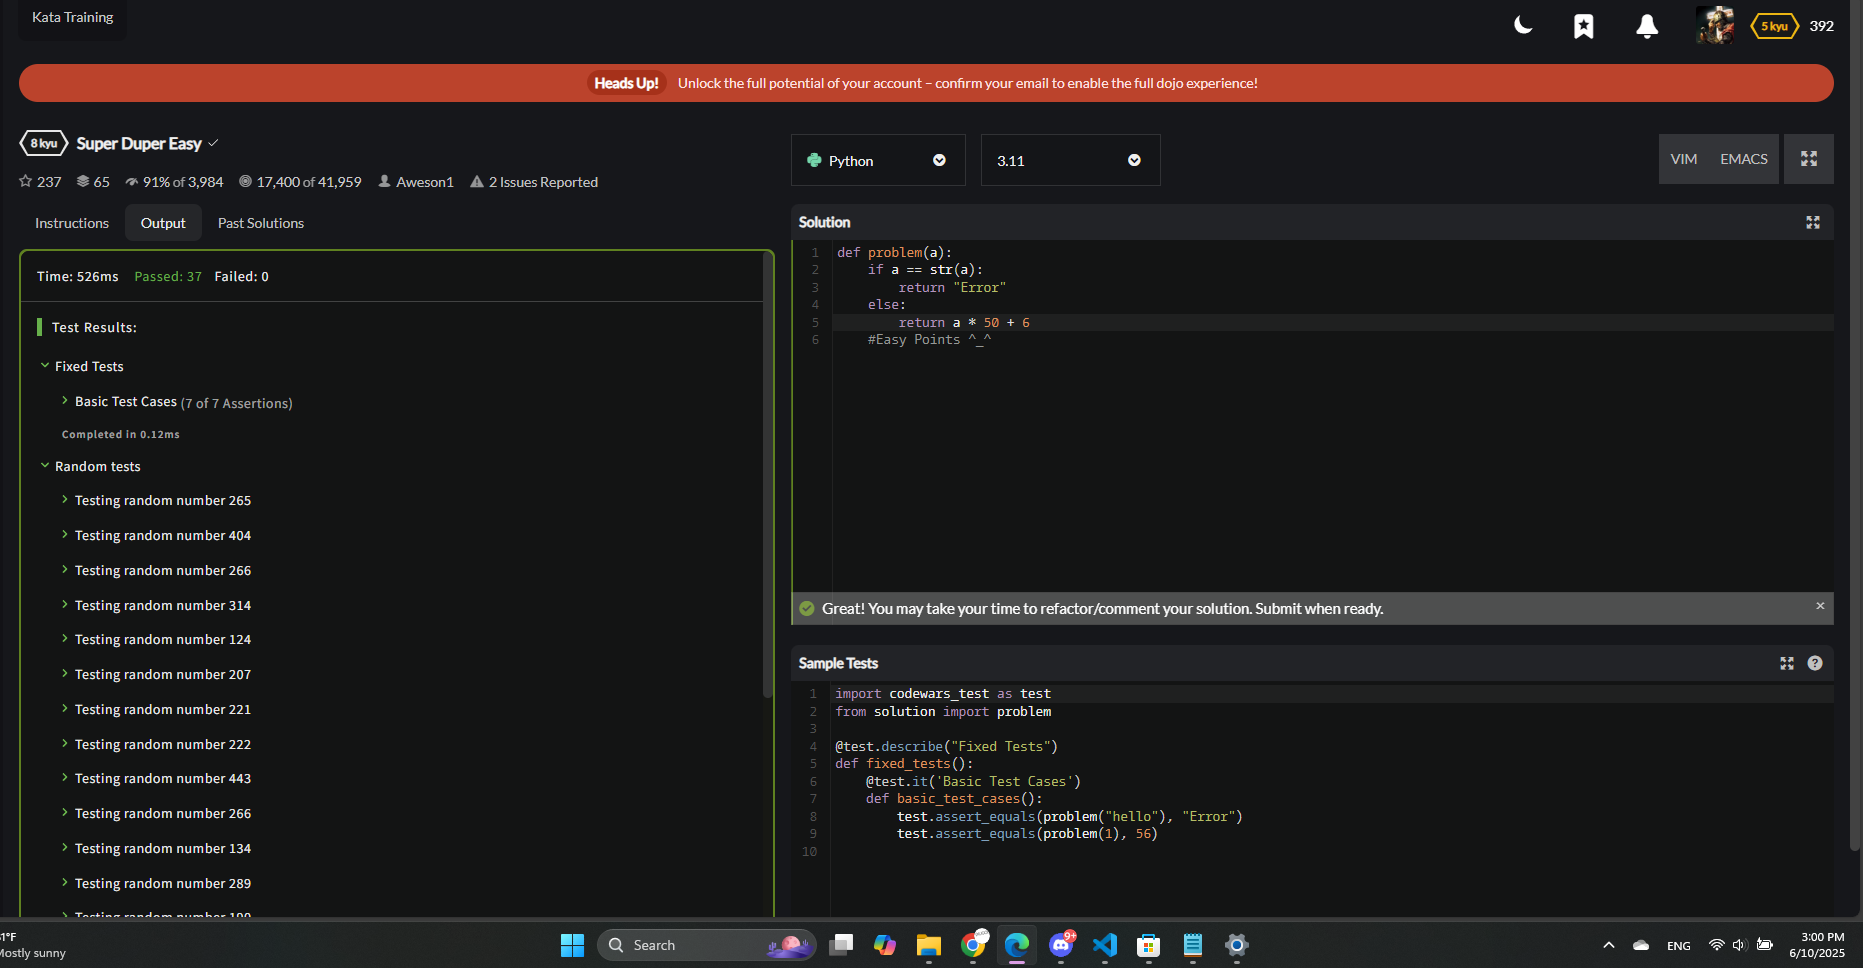 Kata Training
5 kyu 392
Heads Up! Unlock the full potential of your account – confirm your email to enable the full dojo experience!
8 kyu Super Duper Easy
237 65 91% of 3,984 17,400 of 41,959 Aweson1 2 Issues Reported
Instructions Output Past Solutions
Time: 526ms Passed: 37 Failed: 0
Test Results:
Fixed Tests
Basic Test Cases (7 of 7 Assertions)
Completed in 0.12ms
Random tests
Testing random number 265
Testing random number 404
Testing random number 266
Testing random number 314
Testing random number 124
Testing random number 207
Testing random number 221
Testing random number 222
Testing random number 443
Testing random number 266
Testing random number 134
Testing random number 289
Testing random number
Python 3.11 VIM EMACS
Solution
1 def problem(a):
2 if a == str(a):
3 return "Error"
4 else:
5 return a * 50 + 6
6 #Easy Points ^_^
Great! You may take your time to refactor/comment your solution. Submit when ready.
Sample Tests
1 import codewars_test as test
2 from solution import problem
3
4 @test.describe("Fixed Tests")
5 def fixed_tests():
6 @test.it('Basic Test Cases')
7 def basic_test_cases():
8 test.assert_equals(problem("hello"), "Error")
9 test.assert_equals(problem(1), 56)
10
1°F
Mostly sunny
Search
9+
ENG
3:00 PM
6/10/2025